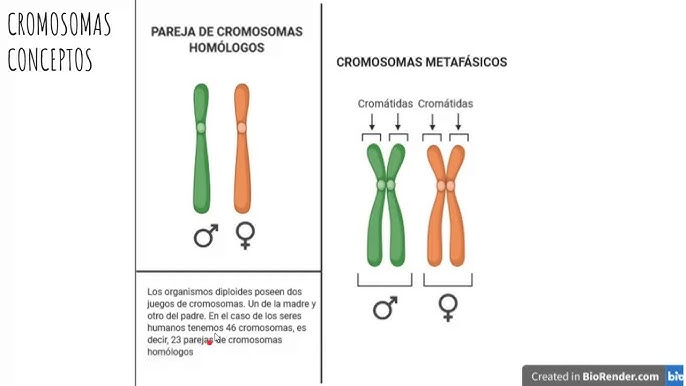 CROMOSOMAS
CONCEPTOS
PAREJA DE CROMOSOMAS
HOMÓLOGOS
Los organismos diploides poseen dos
juegos de cromosomas. Un de la madre y
otro del padre. En el caso de los seres
humanos tenemos 46 cromosomas, es
decir, 23 parejas de cromosomas
homólogos
CROMOSOMAS METAFÁSICOS
Cromátidas Cromátidas
Created in BioRender.com bio